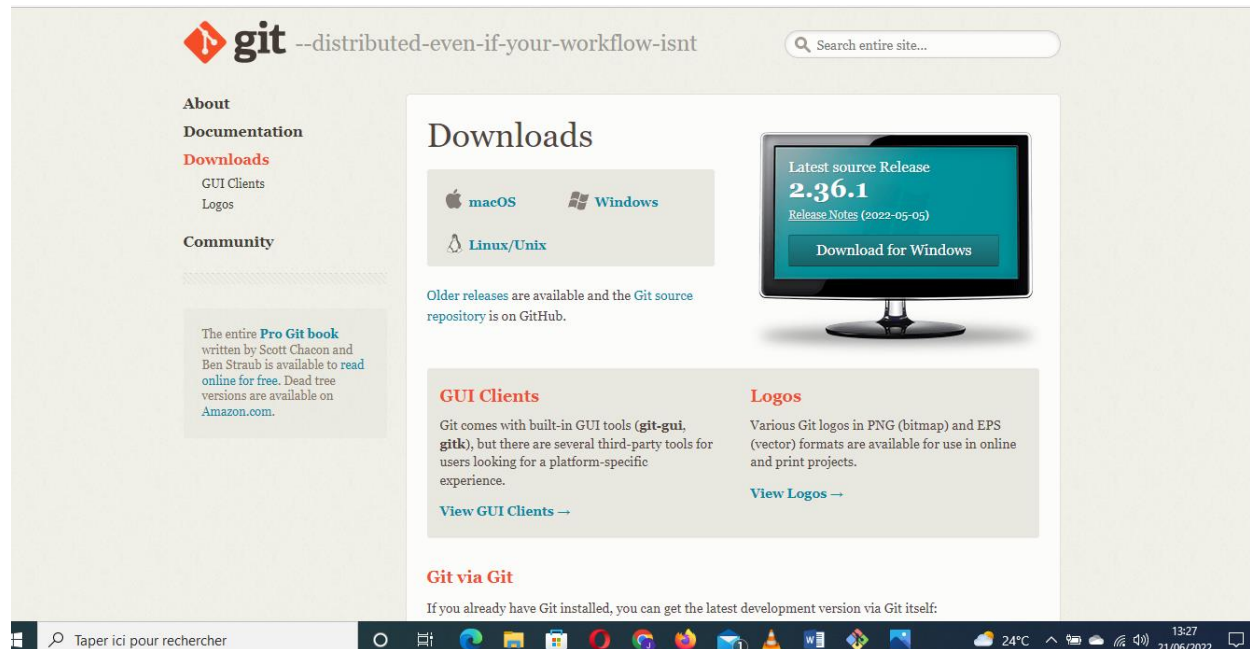 git --distributed-even-if-your-workflow-isnt
Search entire site...
About
Documentation
Downloads
GUI Clients
Logos
Community
The entire Pro Git book
written by Scott Chacon and
Ben Straub is available to read
online for free. Dead tree
versions are available on
Amazon.com.
Downloads
macOS
Windows
Linux/Unix
Older releases are available and the Git source
repository is on GitHub.
Latest source Release
2.36.1
Release Notes (2022-05-05)
Download for Windows
GUI Clients
Git comes with built-in GUI tools (git-gui,
gitk), but there are several third-party tools for
users looking for a platform-specific
experience.
View GUI Clients →
Logos
Various Git logos in PNG (bitmap) and EPS
(vector) formats are available for use in online
and print projects.
View Logos →
Git via Git
If you already have Git installed, you can get the latest development version via Git itself:
Taper ici pour rechercher
24°C
13:27
21/06/2022